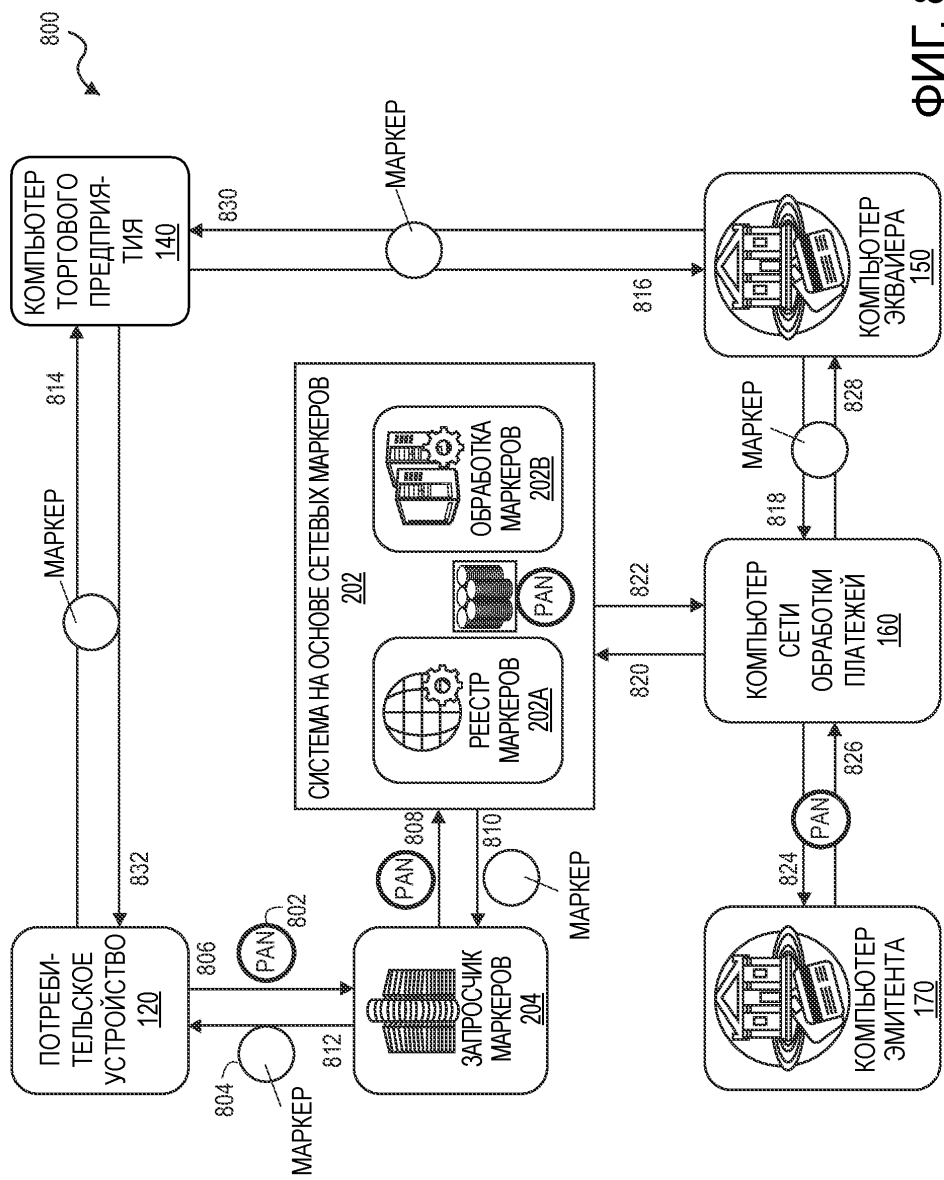 800
ПОТРЕБИ-
ТЕЛЬСКОЕ
УСТРОЙСТВО
120
814
МАРКЕР
832
КОМПЬЮТЕР
ТОРГОВОГО
ПРЕДПРИЯ-
ТИЯ
140
804
МАРКЕР
812
806
PAN
802
830
МАРКЕР
816
ЗАПРОСЧИК
МАРКЕРОВ
204
PAN
808
810
МАРКЕР
СИСТЕМА НА ОСНОВЕ СЕТЕВЫХ МАРКЕРОВ
202
РЕЕСТР
МАРКЕРОВ
202A
PAN
ОБРАБОТКА
МАРКЕРОВ
202B
820
822
КОМПЬЮТЕР
ЭМИТЕНТА
170
824
PAN
826
КОМПЬЮТЕР
СЕТИ
ОБРАБОТКИ
ПЛАТЕЖЕЙ
160
МАРКЕР
818
828
КОМПЬЮТЕР
ЭКВАЙЕРА
150
ФИГ. 8